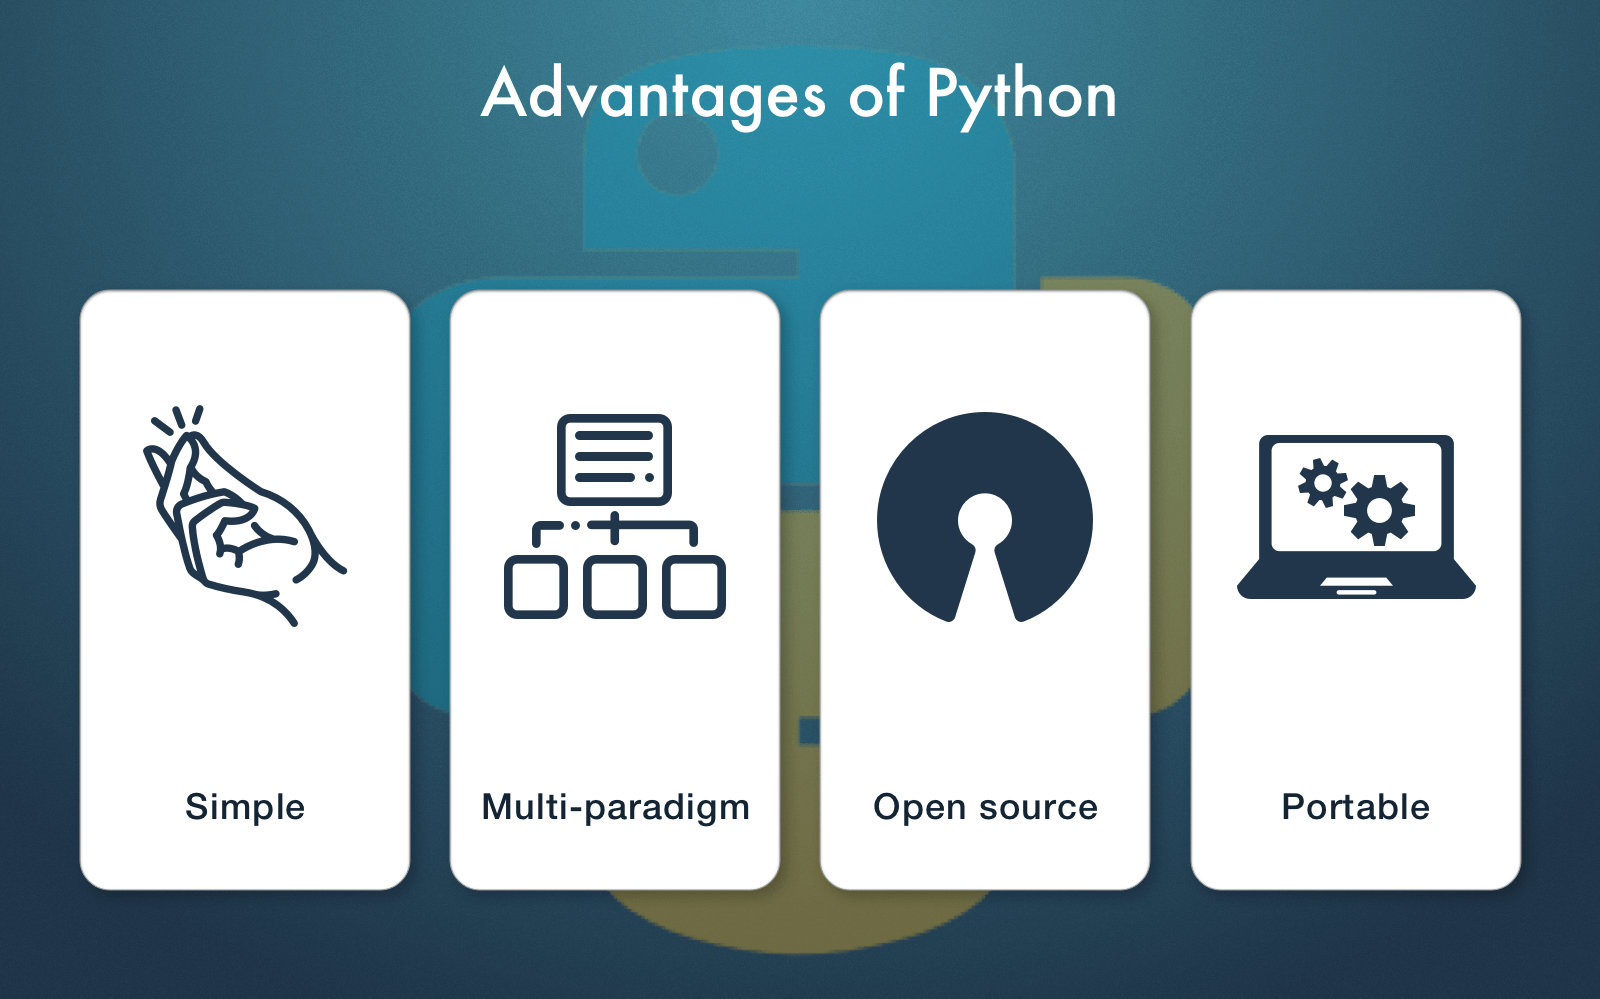 Advantages of Python
Simple
Multi-paradigm
Open source
Portable